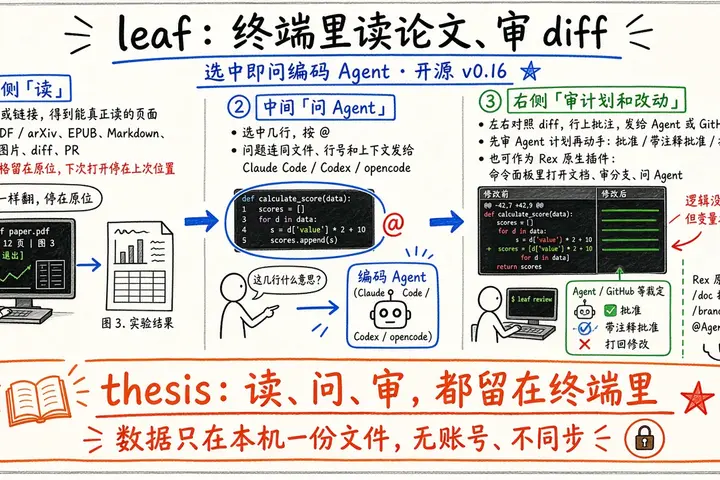 leaf：终端里读论文、审 diff
选中即问编码 Agent · 开源 v0.16
侧「读」
或链接，得到能真正读的页面
DF / arXiv、EPUB、Markdown、
图片、diff、PR
格留在原位，下次打开停在上次位置
一样翻，停在原位
f paper.pdf
12 页 | 图 3
退出]
图 3. 实验结果
② 中间「问 Agent」
• 选中几行，按 @
• 问题连同文件、行号和上下文发给
Claude Code / Codex / opencode
def calculate_score(data):
1 scores = []
3 for d in data:
4 s = d['value'] * 2 + 10
5 scores.append(s)
@
这几行什么意思？
编码 Agent
(Claude Code /
Codex / opencode)
③ 右侧「审计划和改动」
• 左右对照 diff，行上批注，发给 Agent 或 GitH
• 先审 Agent 计划再动手：批准 / 带注释批准 /
• 也可作为 Rex 原生插件：
命令面板里打开文档、审分支、问 Agent
修改前 修改后
@@ -42,7 +42,9 @@
def calculate_score(data):
scores = []
for d in data:
s = d['value'] * 2 + 10
+ scores = [d['value'] * 2 + 10
for d in data]
return scores
逻辑没
但变量
$ leaf review
Agent / GitHub 等裁定
批准
带注释批准
打回修改
Rex 原
/doc
/bran
@Agen
thesis：读、问、审，都留在终端里
数据只在本机一份文件，无账号、不同步